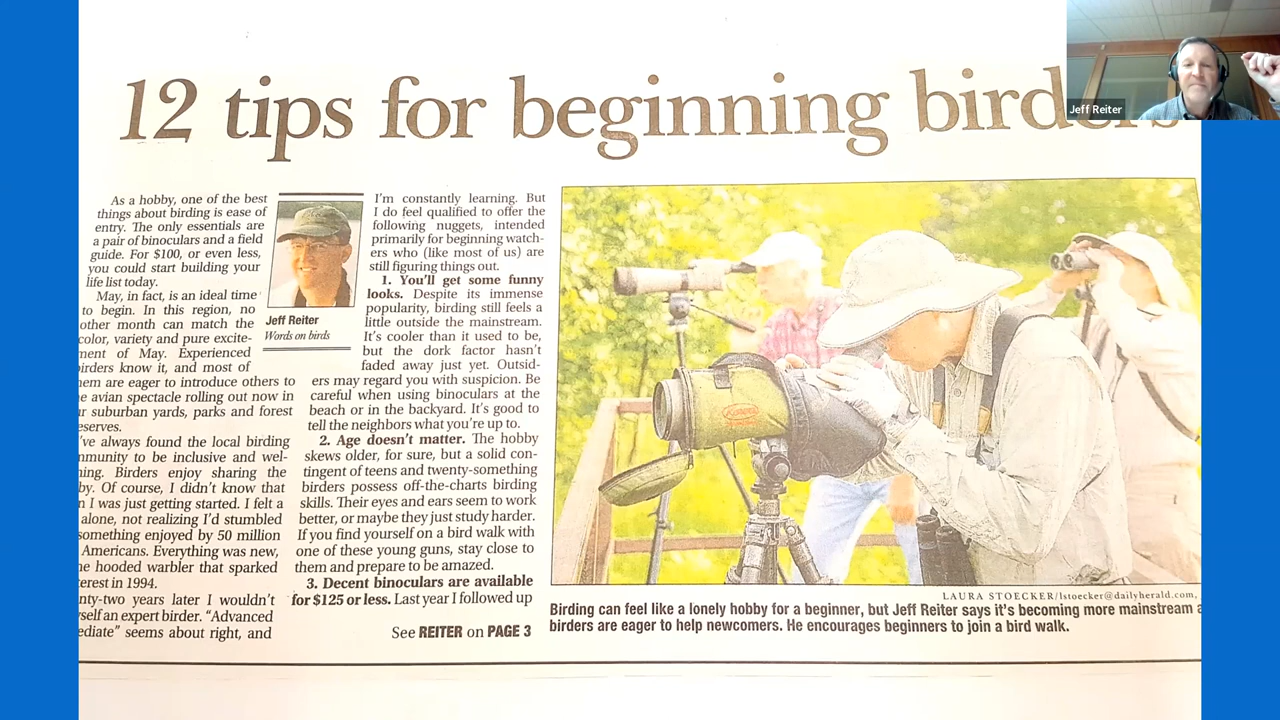 12 tips for beginning birders
Jeff Reiter
As a hobby, one of the best
things about birding is ease of
entry. The only essentials are
a pair of binoculars and a field
guide. For $100, or even less,
you could start building your
life list today.
May, in fact, is an ideal time
to begin. In this region, no
other month can match the
color, variety and pure excite-
ment of May. Experienced
birders know it, and most of
em are eager to introduce others to
e avian spectacle rolling out now in
r suburban yards, parks and forest
eserves.
've always found the local birding
munity to be inclusive and wel-
ing. Birders enjoy sharing the
by. Of course, I didn't know that
I was just getting started. I felt a
alone, not realizing I'd stumbled
something enjoyed by 50 million
Americans. Everything was new,
e hooded warbler that sparked
erest in 1994.
nty-two years later I wouldn't
self an expert birder. "Advanced
ediate" seems about right, and
Jeff Reiter
Words on birds
I'm constantly learning. But
I do feel qualified to offer the
following nuggets, intended
primarily for beginning watch-
ers who (like most of us) are
still figuring things out.
1. You'll get some funny
looks. Despite its immense
popularity, birding still feels a
little outside the mainstream.
It's cooler than it used to be,
but the dork factor hasn't
faded away just yet. Outsid-
ers may regard you with suspicion. Be
careful when using binoculars at the
beach or in the backyard. It's good to
tell the neighbors what you're up to.
2. Age doesn't matter. The hobby
skews older, for sure, but a solid con-
tingent of teens and twenty-something
birders possess off-the-charts birding
skills. Their eyes and ears seem to work
better, or maybe they just study harder.
If you find yourself on a bird walk with
one of these young guns, stay close to
them and prepare to be amazed.
3. Decent binoculars are available
for $125 or less. Last year I followed up
See REITER on PAGE 3
LAURA STOECKER/lstoecker@dailyherald.com,
Birding can feel like a lonely hobby for a beginner, but Jeff Reiter says it's becoming more mainstream a
birders are eager to help newcomers. He encourages beginners to join a bird walk.